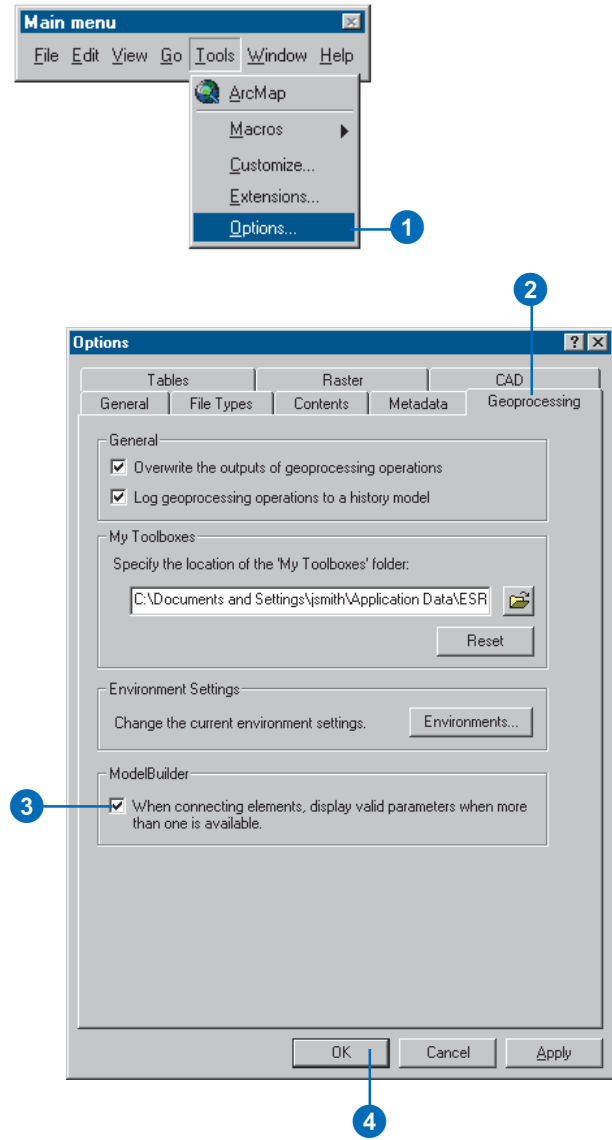 Main menu
File Edit View Go Tools Window Help
ArcMap
Macros
Customize...
Extensions...
Options...
1
2
Options
Tables Raster CAD
General File Types Contents Metadata Geoprocessing
General
Overwrite the outputs of geoprocessing operations
Log geoprocessing operations to a history model
My Toolboxes
Specify the location of the 'My Toolboxes' folder:
C:\Documents and Settings\jsmith\Application Data\ESR
Reset
Environment Settings
Change the current environment settings. Environments...
ModelBuilder
3
When connecting elements, display valid parameters when more
than one is available.
OK Cancel Apply
4